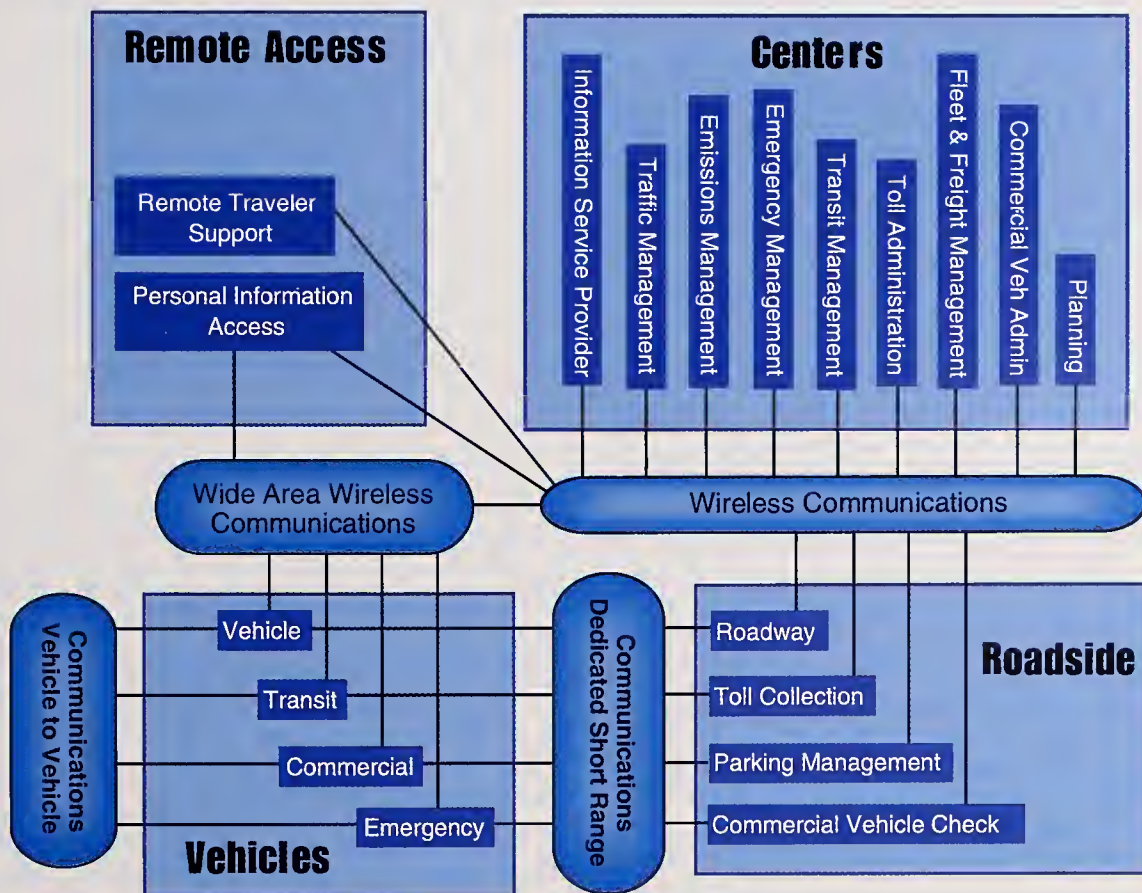 Remote Access
Remote Traveler
Support
Personal Information
Access
Centers
Information Service Provider
Traffic Management
Emissions Management
Emergency Management
Transit Management
Toll Administration
Fleet & Freight Management
Commercial Veh Admin
Planning
Wide Area Wireless
Communications
Wireless Communications
Communications
Vehicle to Vehicle
Vehicle
Transit
Commercial
Emergency
Vehicles
Communications
Dedicated Short Range
Roadway
Toll Collection
Parking Management
Commercial Vehicle Check
Roadside